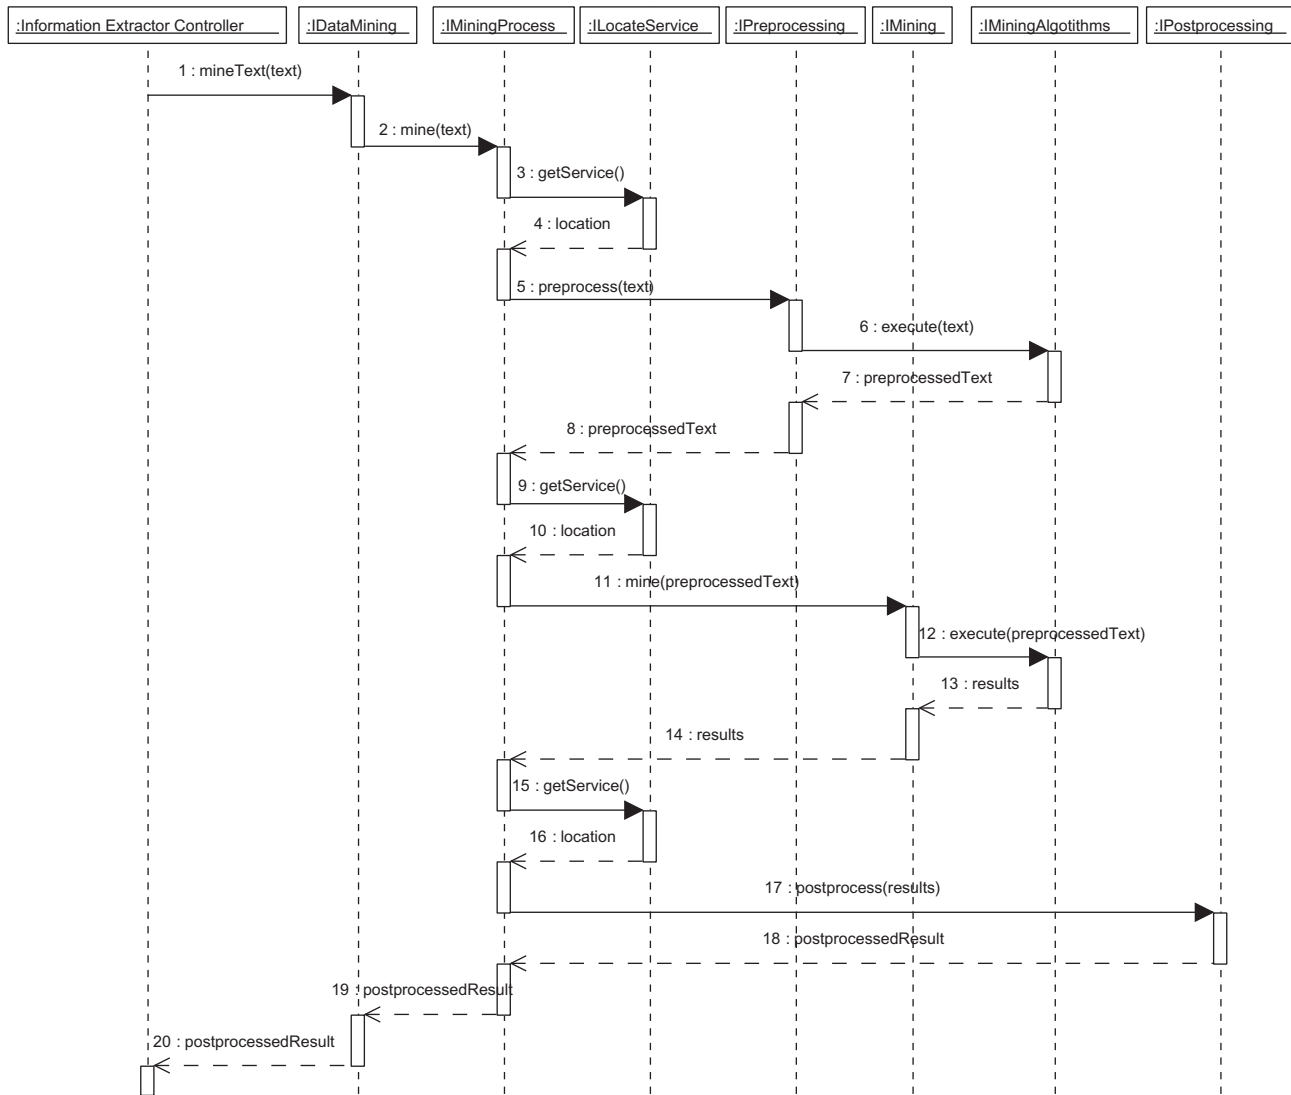 :Information Extractor Controller
:IDataMining
:IMiningProcess
:ILocateService
:IPreprocessing
:IMining
:IMiningAlgotithms
:IPostprocessing
1 : mineText(text)
2 : mine(text)
3 : getService()
4 : location
5 : preprocess(text)
6 : execute(text)
7 : preprocessedText
8 : preprocessedText
9 : getService()
10 : location
11 : mine(preprocessedText)
12 : execute(preprocessedText)
13 : results
14 : results
15 : getService()
16 : location
17 : postprocess(results)
18 : postprocessedResult
19 : postprocessedResult
20 : postprocessedResult